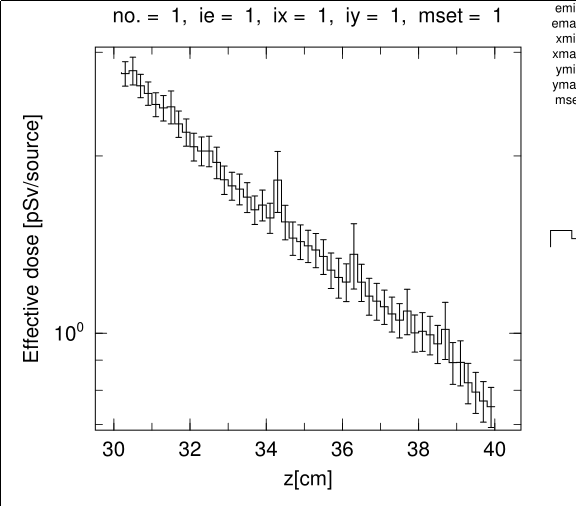 no. = 1, ie = 1, ix = 1, iy = 1, mset = 1
emi
ema
xmi
xma
ymi
yma
mse
Effective dose [pSv/source]
10⁰
30 32 34 36 38 40
z[cm]